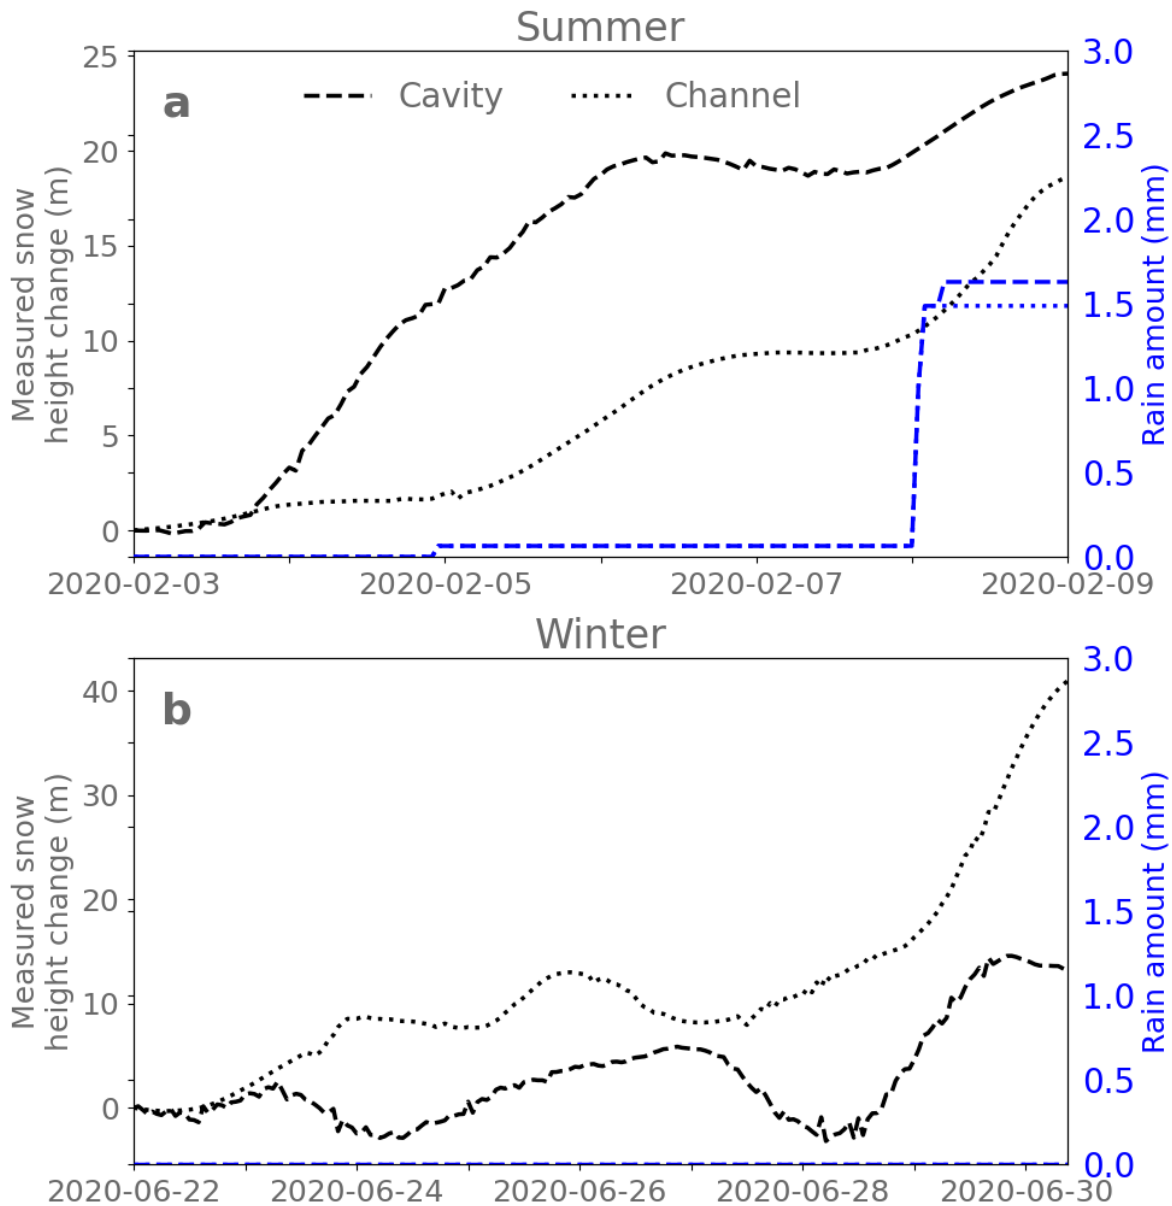 Summer
a
Cavity
Channel
25
20
15
10
5
0
Measured snow
height change (m)
3.0
2.5
2.0
1.5
1.0
0.5
0.0
Rain amount (mm)
2020-02-03
2020-02-05
2020-02-07
2020-02-09
Winter
b
40
30
20
10
0
Measured snow
height change (m)
3.0
2.5
2.0
1.5
1.0
0.5
0.0
Rain amount (mm)
2020-06-22
2020-06-24
2020-06-26
2020-06-28
2020-06-30